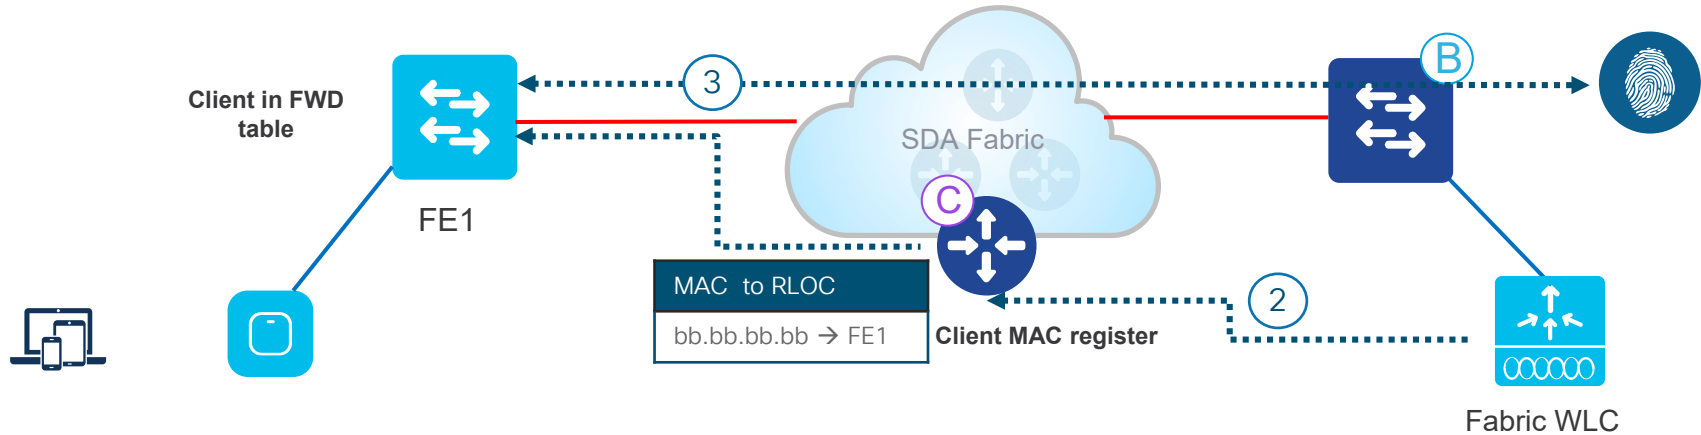 B
3
Client in FWD
table
SDA Fabric
C
FE1
MAC to RLOC
2
bb.bb.bb.bb → FE1
Client MAC register
Fabric WLC